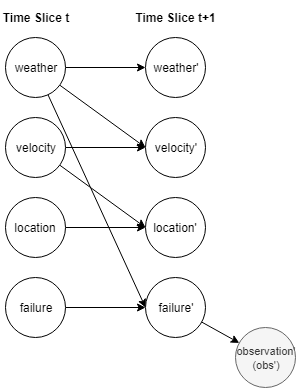 Time Slice t Time Slice t+1
weather weather'
velocity velocity'
location location'
failure failure'
observation'
(obs')